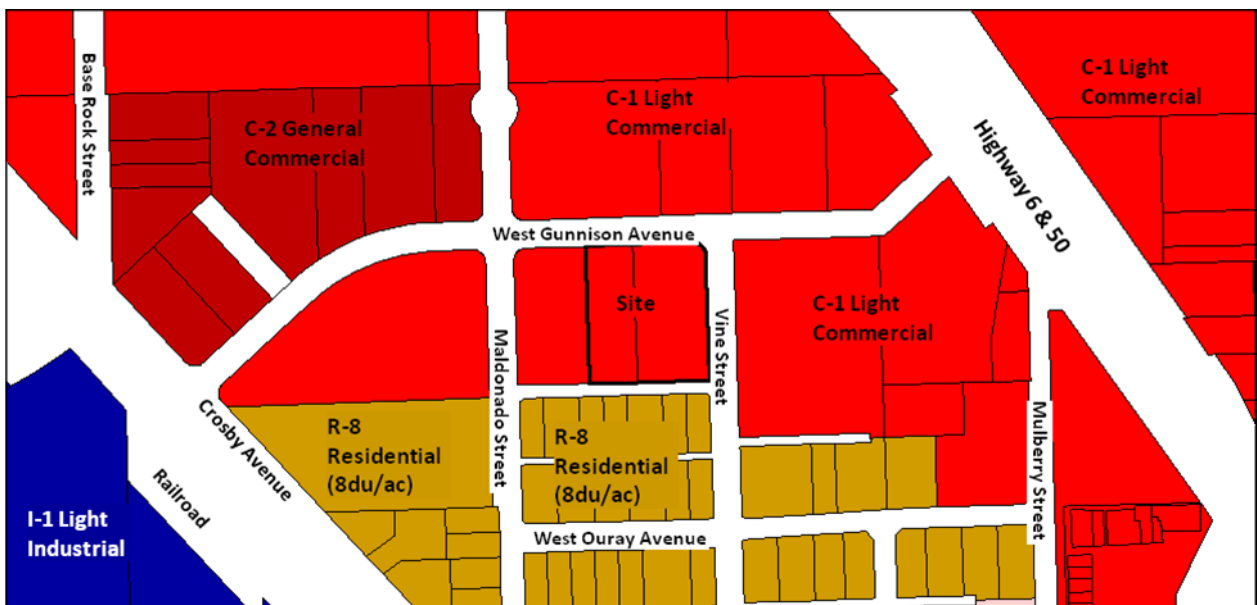 Base Rock Street
C-2 General
Commercial
C-1 Light
Commercial
C-1 Light
Commercial
Highway 6 & 50
West Gunnison Avenue
Site
Vine Street
C-1 Light
Commercial
Maldonado Street
Crosby Avenue
R-8
Residential
(8du/ac)
R-8
Residential
(8du/ac)
Mulberry Street
Railroad
I-1 Light
Industrial
West Ouray Avenue